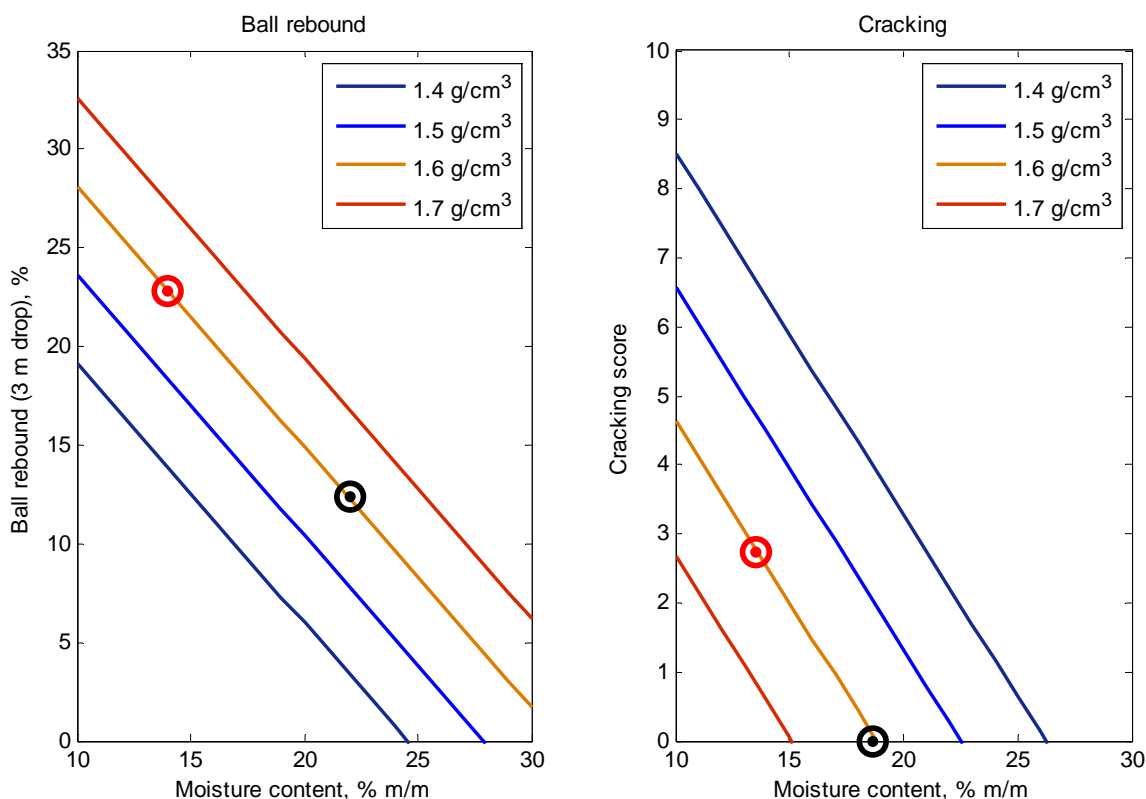 Ball rebound
35
30
25
20
15
10
5
0
10
15
20
25
30
Ball rebound (3 m drop), %
Moisture content, % m/m
1.4 g/cm³
1.5 g/cm³
1.6 g/cm³
1.7 g/cm³
Cracking
10
9
8
7
6
5
4
3
2
1
0
10
15
20
25
30
Cracking score
Moisture content, % m/m
1.4 g/cm³
1.5 g/cm³
1.6 g/cm³
1.7 g/cm³